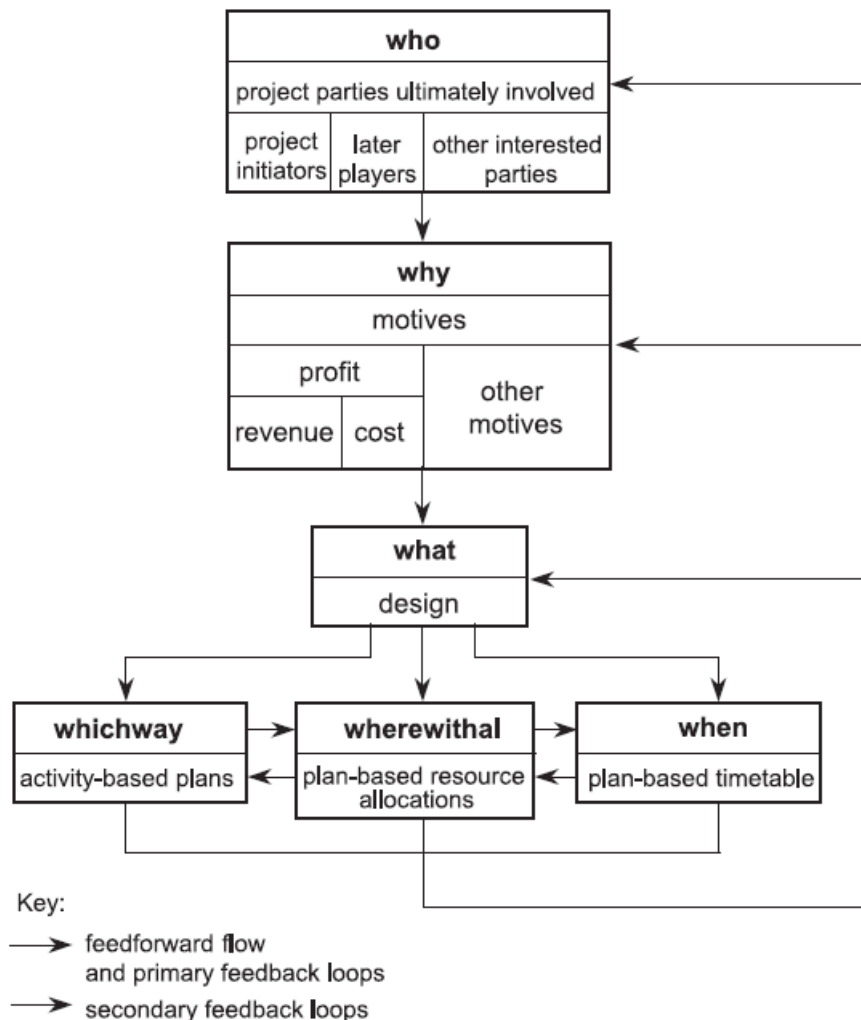 who
project parties ultimately involved
project
initiators
later
players
other interested
parties
why
motives
profit
revenue
cost
other
motives
what
design
whichway
activity-based plans
wherewithal
plan-based resource
allocations
when
plan-based timetable
Key:
feedforward flow
and primary feedback loops
secondary feedback loops